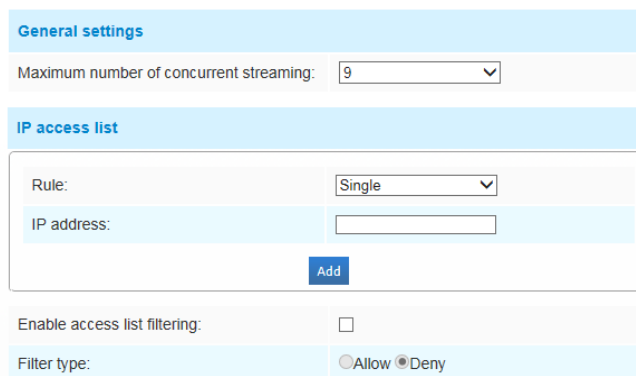 General settings
Maximum number of concurrent streaming: 9
IP access list
Rule: Single
IP address:
Add
Enable access list filtering:
Filter type: Allow Deny